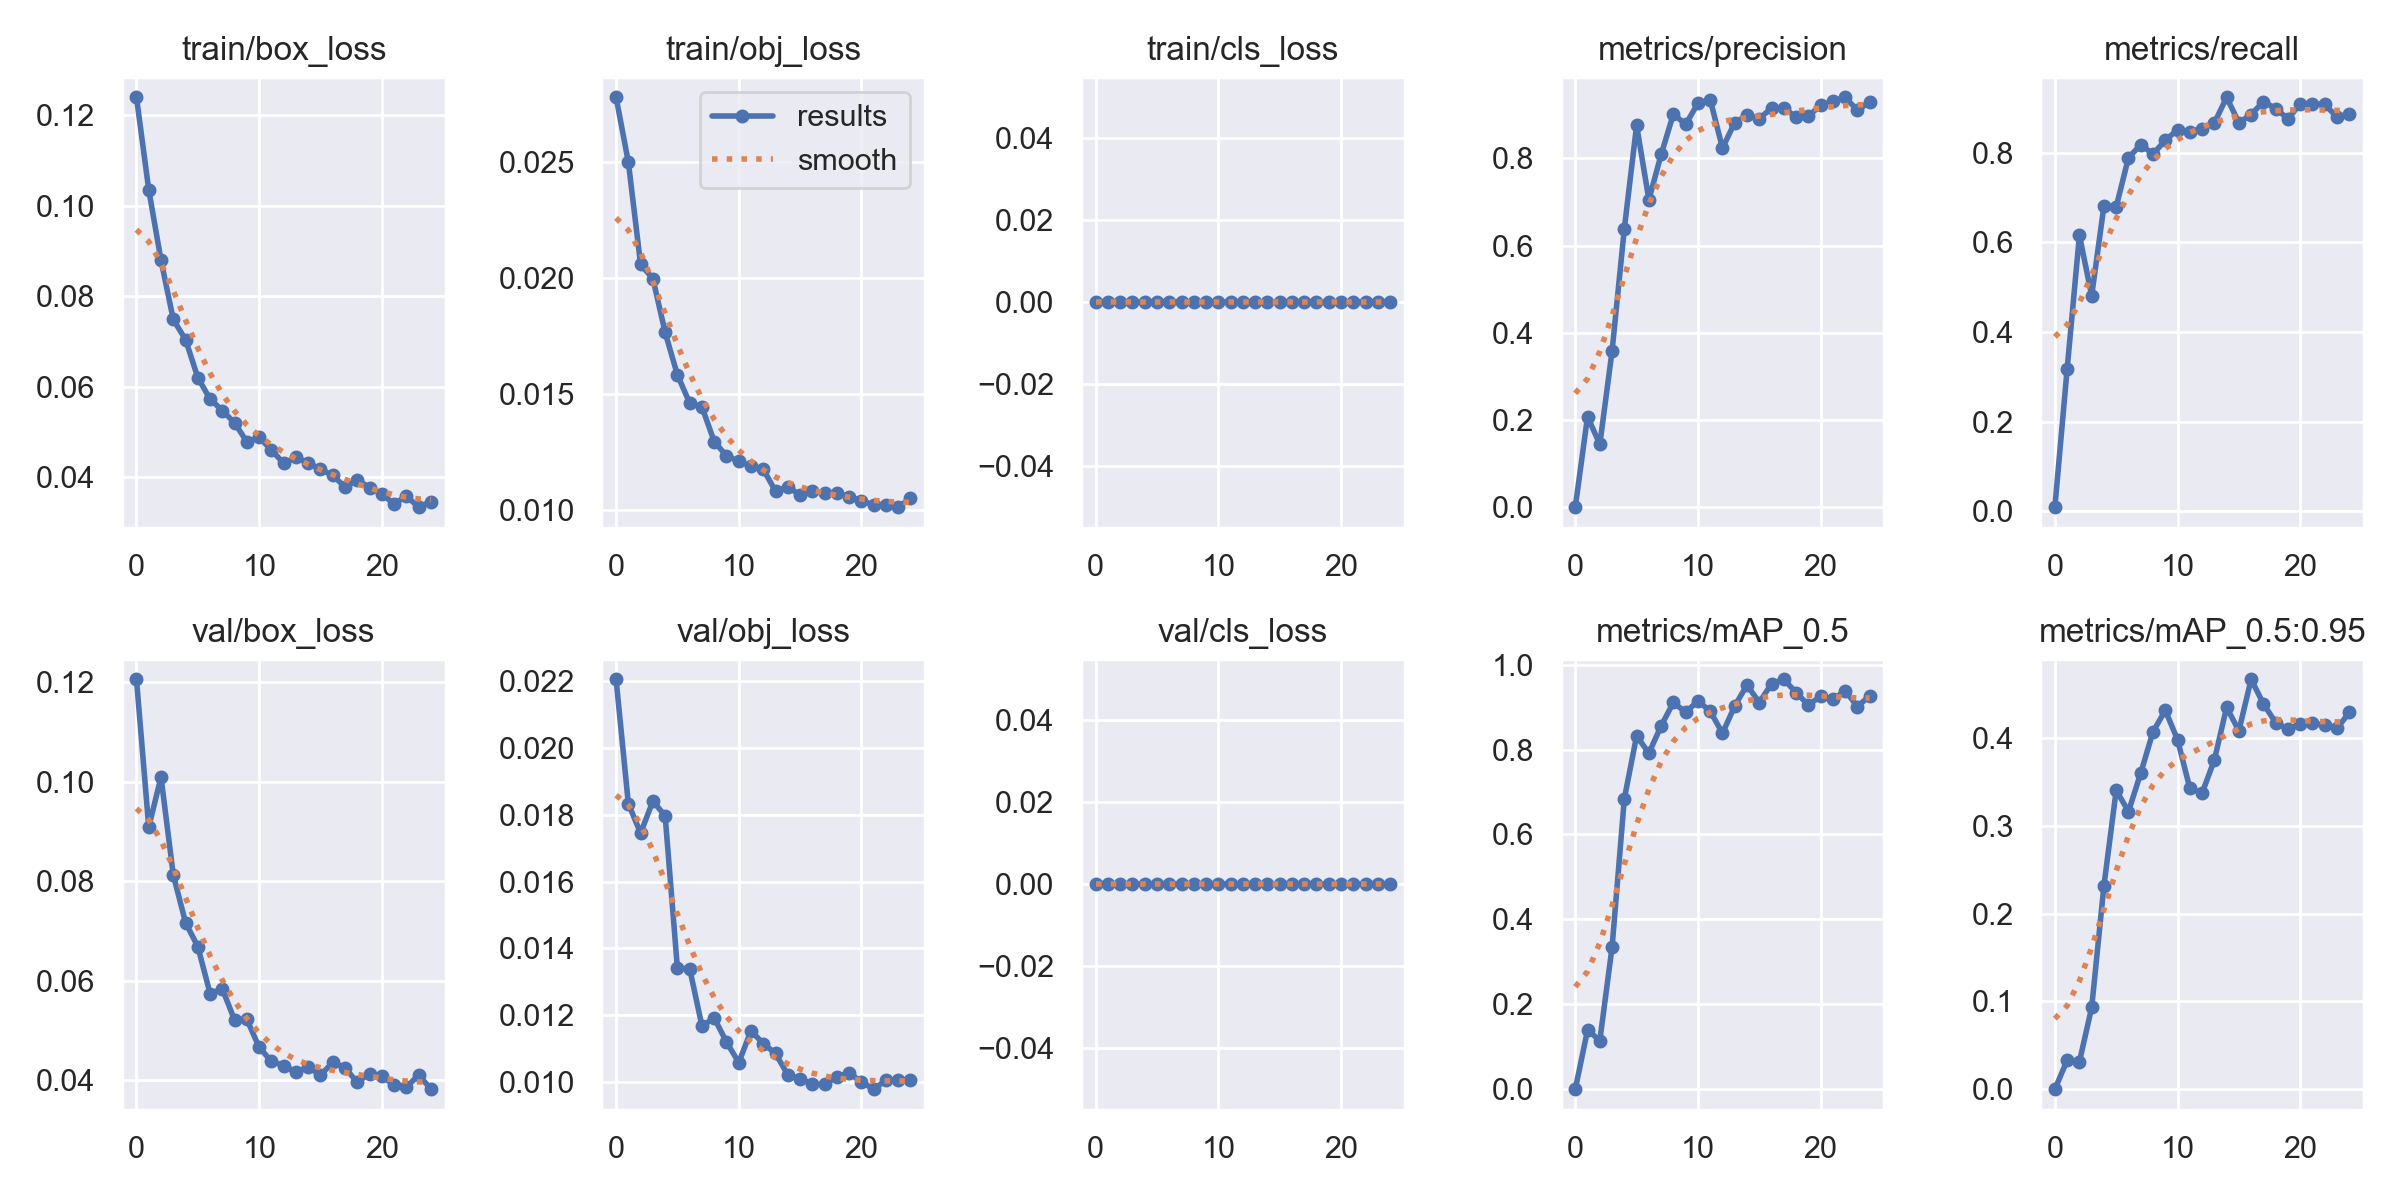 train/box_loss
0.12
0.10
0.08
0.06
0.04
0 10 20
train/obj_loss
results
smooth
0.025
0.020
0.015
0.010
0 10 20
train/cls_loss
0.04
0.02
0.00
−0.02
−0.04
0 10 20
metrics/precision
0.8
0.6
0.4
0.2
0.0
0 10 20
metrics/recall
0.8
0.6
0.4
0.2
0.0
0 10 20
val/box_loss
0.12
0.10
0.08
0.06
0.04
0 10 20
val/obj_loss
0.022
0.020
0.018
0.016
0.014
0.012
0.010
0 10 20
val/cls_loss
0.04
0.02
0.00
−0.02
−0.04
0 10 20
metrics/mAP_0.5
1.0
0.8
0.6
0.4
0.2
0.0
0 10 20
metrics/mAP_0.5:0.95
0.4
0.3
0.2
0.1
0.0
0 10 20